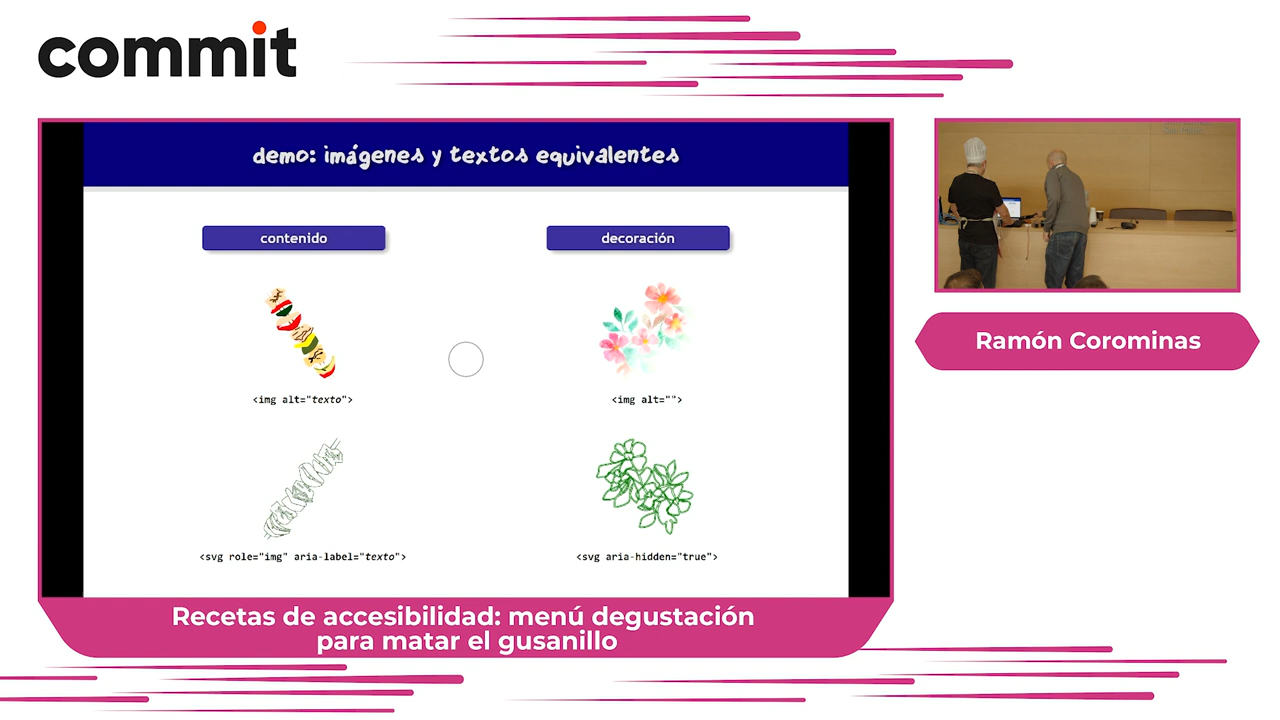 commit
demo: imágenes y textos equivalentes
contenido
decoración
<img alt="texto">
<img alt="">
<svg role="img" aria-label="texto">
<svg aria-hidden="true">
Ramón Corominas
Recetas de accesibilidad: menú degustación
para matar el gusanillo